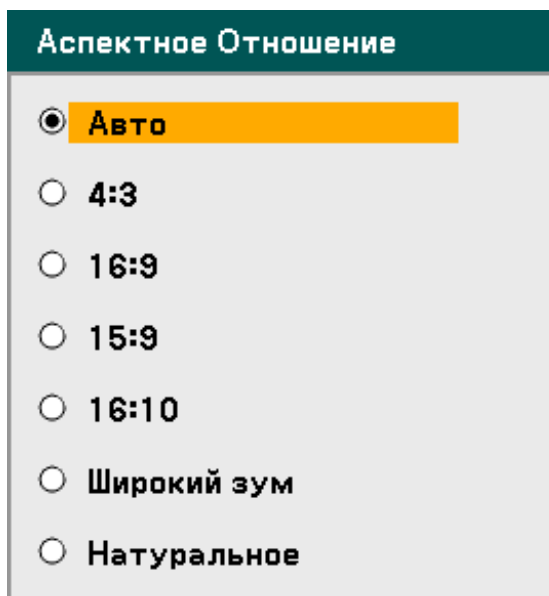 Аспектное Отношение
Авто
4:3
16:9
15:9
16:10
Широкий зум
Натуральное